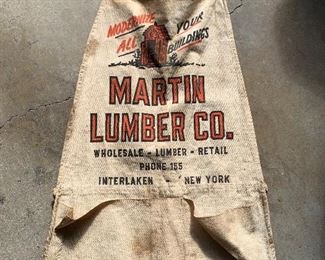 MODERNIZE YOUR
ALL BUILDINGS
MARTIN
LUMBER CO.
WHOLESALE - LUMBER - RETAIL
PHONE 155
INTERLAKEN - NEW YORK